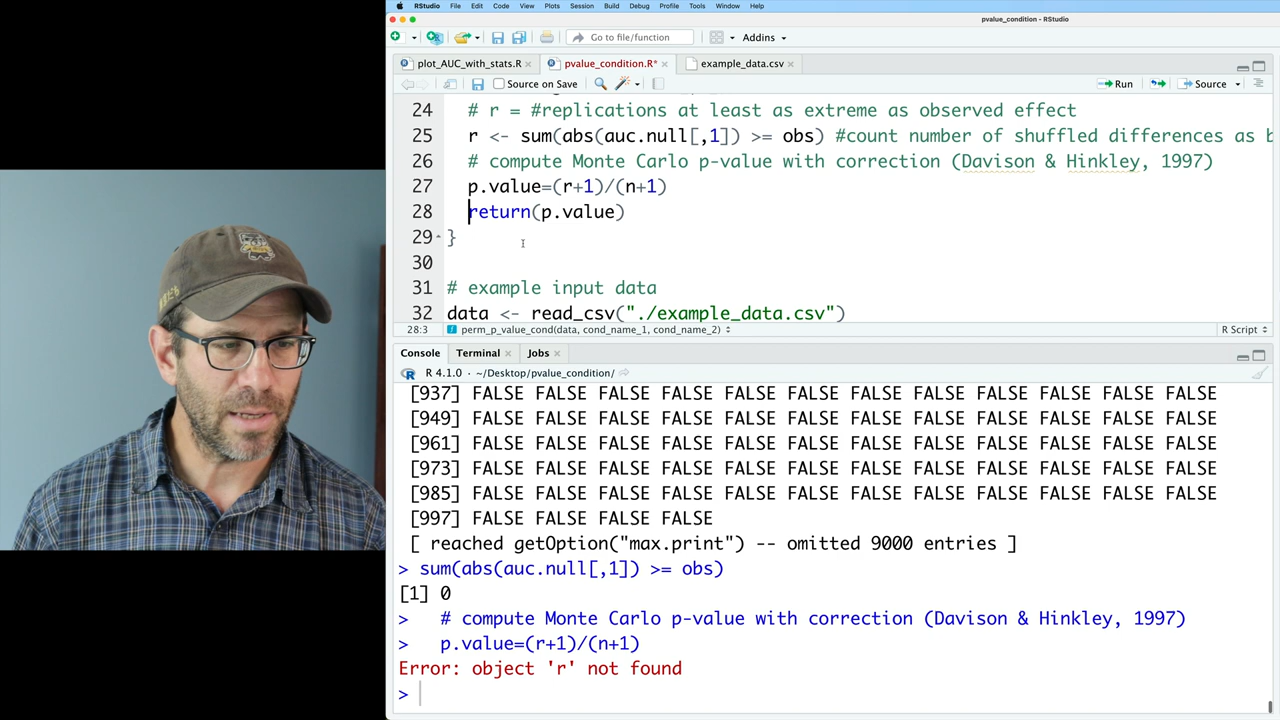 RStudio File Edit Code View Plots Session Build Debug Profile Tools Window Help
pvalue_condition - RStudio
Go to file/function Addins
plot_AUC_with_stats.R pvalue_condition.R* example_data.csv
Source on Save Run Source
24 # r = #replications at least as extreme as observed effect
25 r <- sum(abs(auc.null[,1]) >= obs) #count number of shuffled differences as b
26 # compute Monte Carlo p-value with correction (Davison & Hinkley, 1997)
27 p.value=(r+1)/(n+1)
28 return(p.value)
29 }
30
31 # example input data
32 data <- read_csv("./example_data.csv")
28:3 perm_p_value_cond(data, cond_name_1, cond_name_2) R Script
Console Terminal Jobs
R 4.1.0 · ~/Desktop/pvalue_condition/
[937] FALSE FALSE FALSE FALSE FALSE FALSE FALSE FALSE FALSE FALSE FALSE FALSE
[949] FALSE FALSE FALSE FALSE FALSE FALSE FALSE FALSE FALSE FALSE FALSE FALSE
[961] FALSE FALSE FALSE FALSE FALSE FALSE FALSE FALSE FALSE FALSE FALSE FALSE
[973] FALSE FALSE FALSE FALSE FALSE FALSE FALSE FALSE FALSE FALSE FALSE FALSE
[985] FALSE FALSE FALSE FALSE FALSE FALSE FALSE FALSE FALSE FALSE FALSE FALSE
[997] FALSE FALSE FALSE FALSE
[ reached getOption("max.print") -- omitted 9000 entries ]
> sum(abs(auc.null[,1]) >= obs)
[1] 0
> # compute Monte Carlo p-value with correction (Davison & Hinkley, 1997)
> p.value=(r+1)/(n+1)
Error: object 'r' not found
>